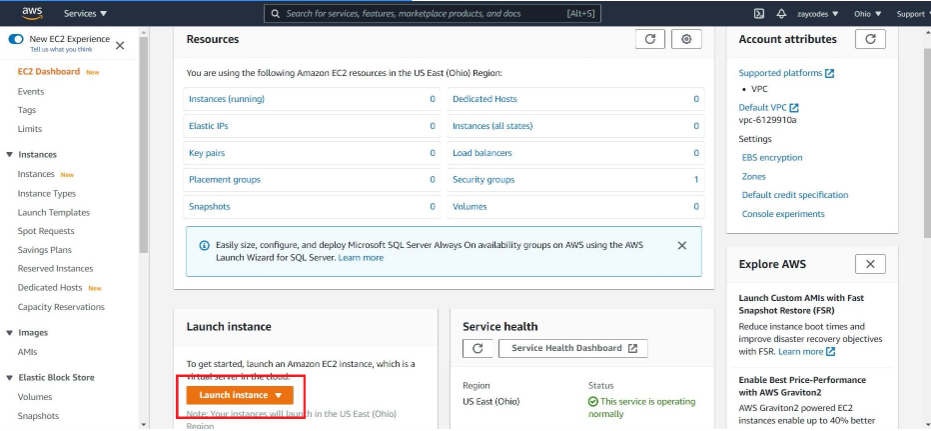 aws
Services
Search for services, features, marketplace products, and docs
[Alt+S]
zaycodes
Ohio
Support
New EC2 Experience
Tell us what you think
EC2 Dashboard New
Events
Tags
Limits
Instances
Instances New
Instance Types
Launch Templates
Spot Requests
Savings Plans
Reserved Instances
Dedicated Hosts New
Capacity Reservations
Images
AMIs
Elastic Block Store
Volumes
Snapshots
Resources
You are using the following Amazon EC2 resources in the US East (Ohio) Region:
Instances (running) 0
Dedicated Hosts 0
Elastic IPs 0
Instances (all states) 0
Key pairs 0
Load balancers 0
Placement groups 0
Security groups 1
Snapshots 0
Volumes 0
Easily size, configure, and deploy Microsoft SQL Server Always On availability groups on AWS using the AWS
Launch Wizard for SQL Server. Learn more
Launch instance
To get started, launch an Amazon EC2 instance, which is a
virtual server in the cloud.
Launch instance
Note: Your instances will launch in the US East (Ohio)
Region
Service health
Service Health Dashboard
Region
US East (Ohio)
Status
This service is operating
normally
Account attributes
Supported platforms
• VPC
Default VPC
vpc-6129910a
Settings
EBS encryption
Zones
Default credit specification
Console experiments
Explore AWS
Launch Custom AMIs with Fast
Snapshot Restore (FSR)
Reduce instance boot times and
improve disaster recovery objectives
with FSR. Learn more
Enable Best Price-Performance
with AWS Graviton2
AWS Graviton2 powered EC2
instances enable up to 40% better